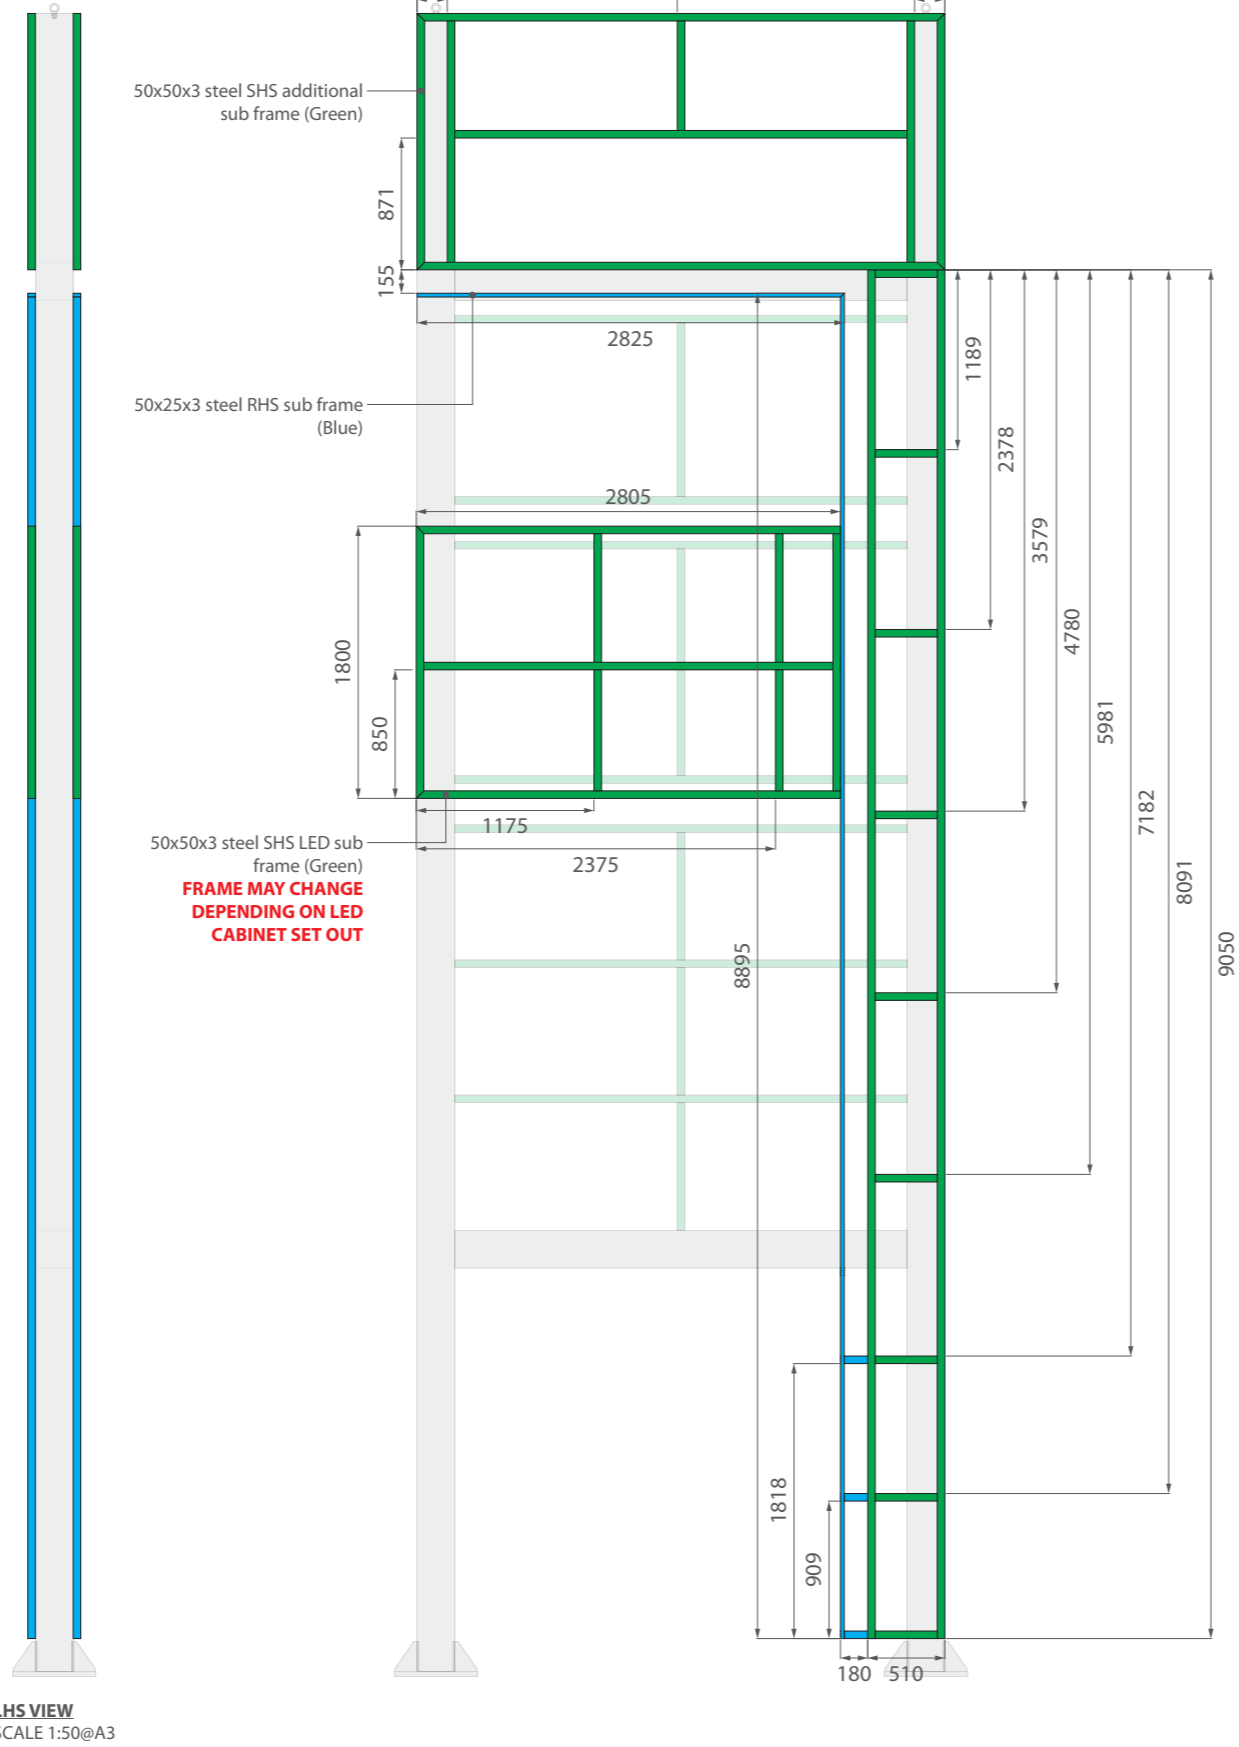 50x50x3 steel SHS additional
sub frame (Green)
871
155
2825
50x25x3 steel RHS sub frame
(Blue)
1189
2378
2805
3579
4780
1800
850
5981
7182
1175
50x50x3 steel SHS LED sub
frame (Green)
2375
FRAME MAY CHANGE
DEPENDING ON LED
CABINET SET OUT
8091
8895
9050
1818
909
180
510
LHS VIEW
SCALE 1:50@A3